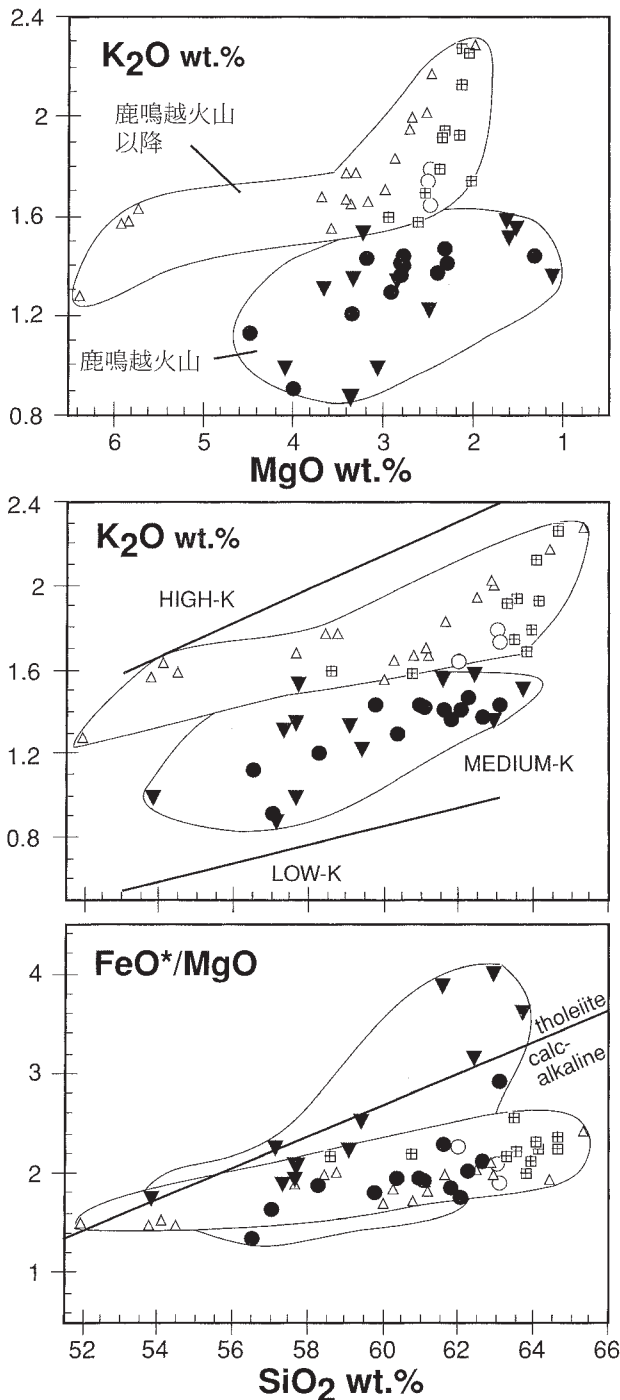 2.4
K2O wt.%
鹿鳴越火山
以降
2
1.6
1.2
鹿鳴越火山
0.8
6 5 4 3 2 1
MgO wt.%
2.4
K2O wt.%
HIGH-K
2
1.6
1.2
MEDIUM-K
0.8
LOW-K
FeO*/MgO
4
tholeiite
calc-
alkaline
3
2
1
52 54 56 58 60 62 64 66
SiO2 wt.%